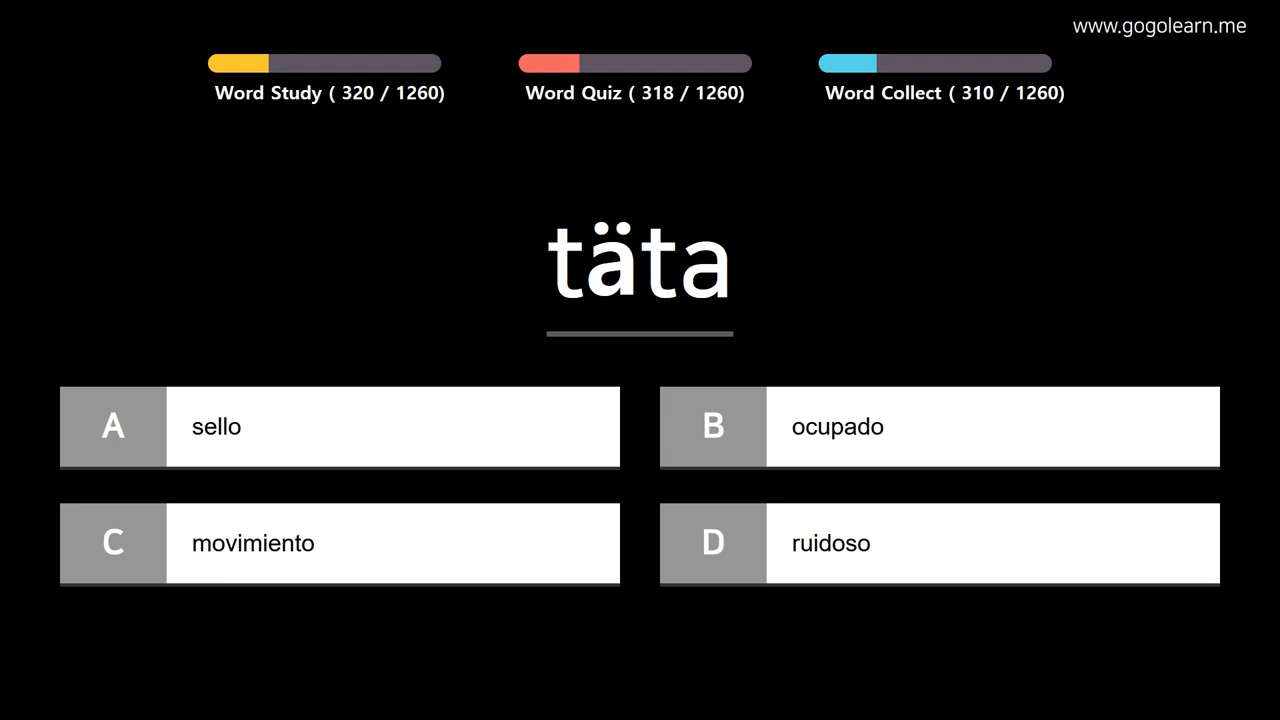 www.gogolearn.me
Word Study ( 320 / 1260)
Word Quiz ( 318 / 1260)
Word Collect ( 310 / 1260)
täta
A sello
B ocupado
C movimiento
D ruidoso